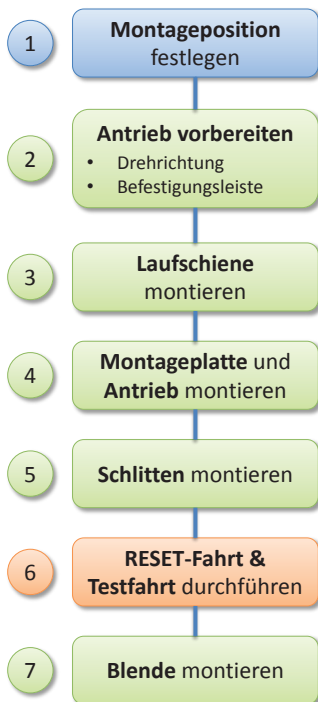 1
Montageposition
festlegen
2
Antrieb vorbereiten
• Drehrichtung
• Befestigungsleiste
3
Laufschiene
montieren
4
Montageplatte und
Antrieb montieren
5
Schlitten montieren
6
RESET-Fahrt &
Testfahrt durchführen
7
Blende montieren